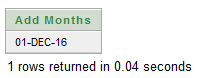 Add Months
01-DEC-16
1 rows returned in 0.04 seconds